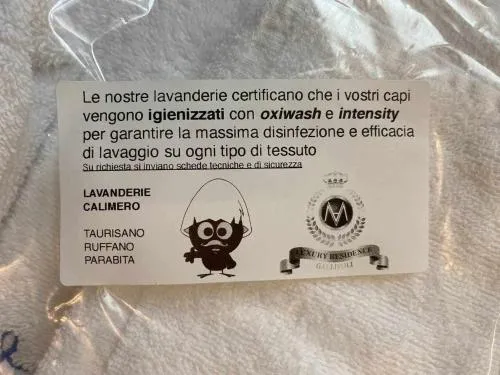 Le nostre lavanderie certificano che i vostri capi
vengono igienizzati con oxiwash e intensity
per garantire la massima disinfezione e efficacia
di lavaggio su ogni tipo di tessuto
Su richiesta si inviano schede tecniche e di sicurezza
LAVANDERIE
CALIMERO
TAURISANO
RUFFANO
PARABITA
M
LUXURY RESIDENCE
GALLIPOLI